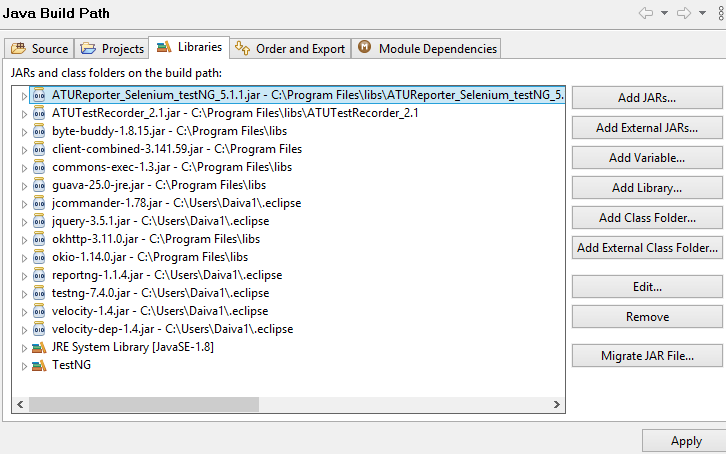 Java Build Path
Source Projects Libraries Order and Export Module Dependencies
JARs and class folders on the build path:
ATUReporter_Selenium_testNG_5.1.1.jar - C:\Program Files\libs\ATUReporter_Selenium_testNG_5.
ATUTestRecorder_2.1.jar - C:\Program Files\libs\ATUTestRecorder_2.1
byte-buddy-1.8.15.jar - C:\Program Files\libs
client-combined-3.141.59.jar - C:\Program Files
commons-exec-1.3.jar - C:\Program Files\libs
guava-25.0-jre.jar - C:\Program Files\libs
jcommander-1.78.jar - C:\Users\Daiva1\.eclipse
jquery-3.5.1.jar - C:\Users\Daiva1\.eclipse
okhttp-3.11.0.jar - C:\Program Files\libs
okio-1.14.0.jar - C:\Program Files\libs
reportng-1.1.4.jar - C:\Users\Daiva1\.eclipse
testng-7.4.0.jar - C:\Users\Daiva1\.eclipse
velocity-1.4.jar - C:\Users\Daiva1\.eclipse
velocity-dep-1.4.jar - C:\Users\Daiva1\.eclipse
JRE System Library [JavaSE-1.8]
TestNG
Add JARs...
Add External JARs...
Add Variable...
Add Library...
Add Class Folder...
Add External Class Folder...
Edit...
Remove
Migrate JAR File...
Apply